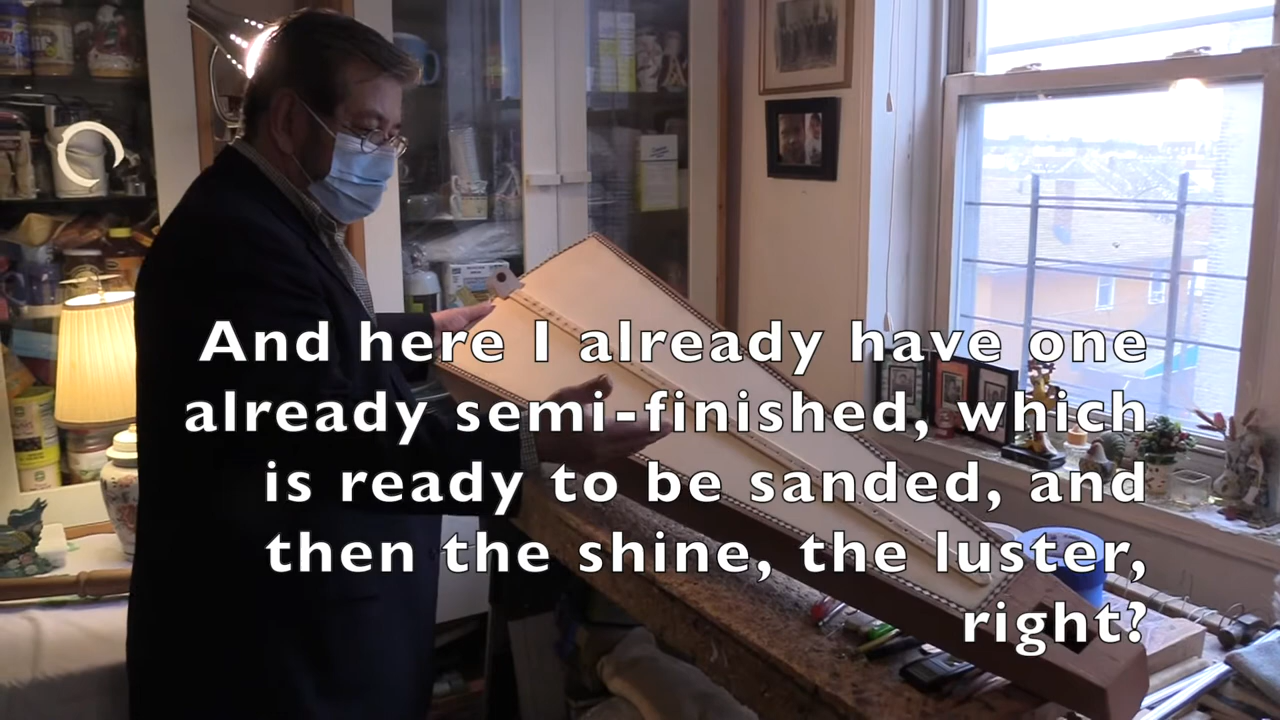 And here I already have one
already semi-finished, which
is ready to be sanded, and
then the shine, the luster,
right?